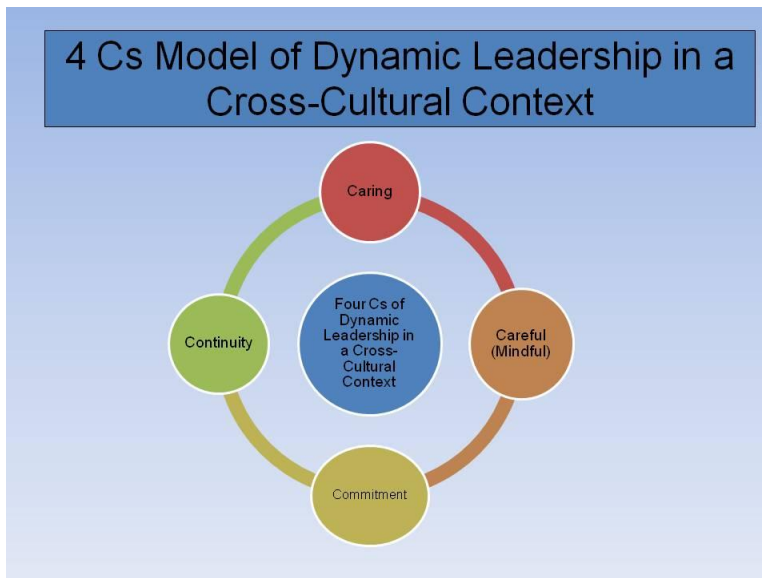 4 Cs Model of Dynamic Leadership in a
Cross-Cultural Context
Caring
Four Cs of
Dynamic
Leadership in
a Cross-
Cultural
Context
Continuity
Careful
(Mindful)
Commitment